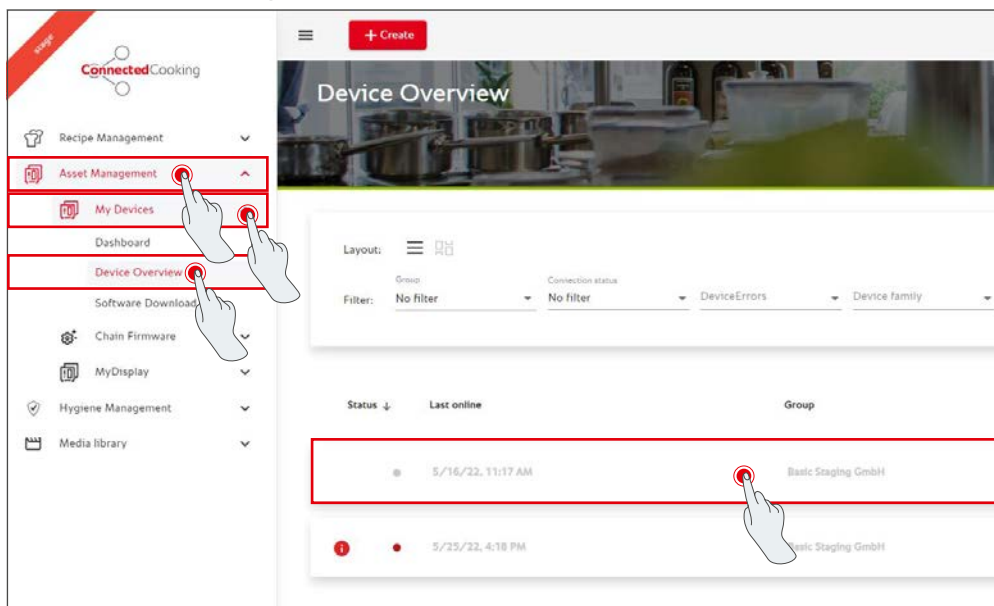 stage
ConnectedCooking
Recipe Management
Asset Management
My Devices
Dashboard
Device Overview
Software Download
Chain Firmware
MyDisplay
Hygiene Management
Media library
+ Create
Device Overview
Layout:
Group
Connection status
Filter:
No filter
No filter
DeviceErrors
Device family
Status ↓
Last online
Group
5/16/22, 11:17 AM
Basic Staging GmbH
5/25/22, 4:18 PM
Basic Staging GmbH